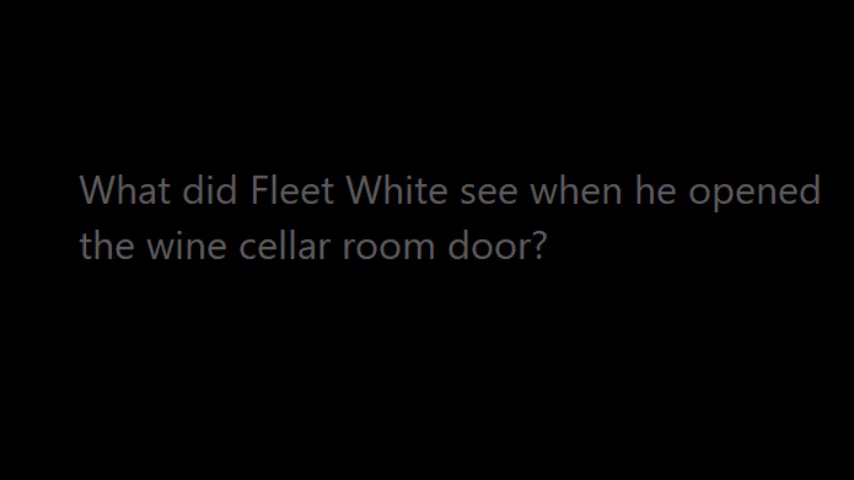 What did Fleet White see when he opened
the wine cellar room door?